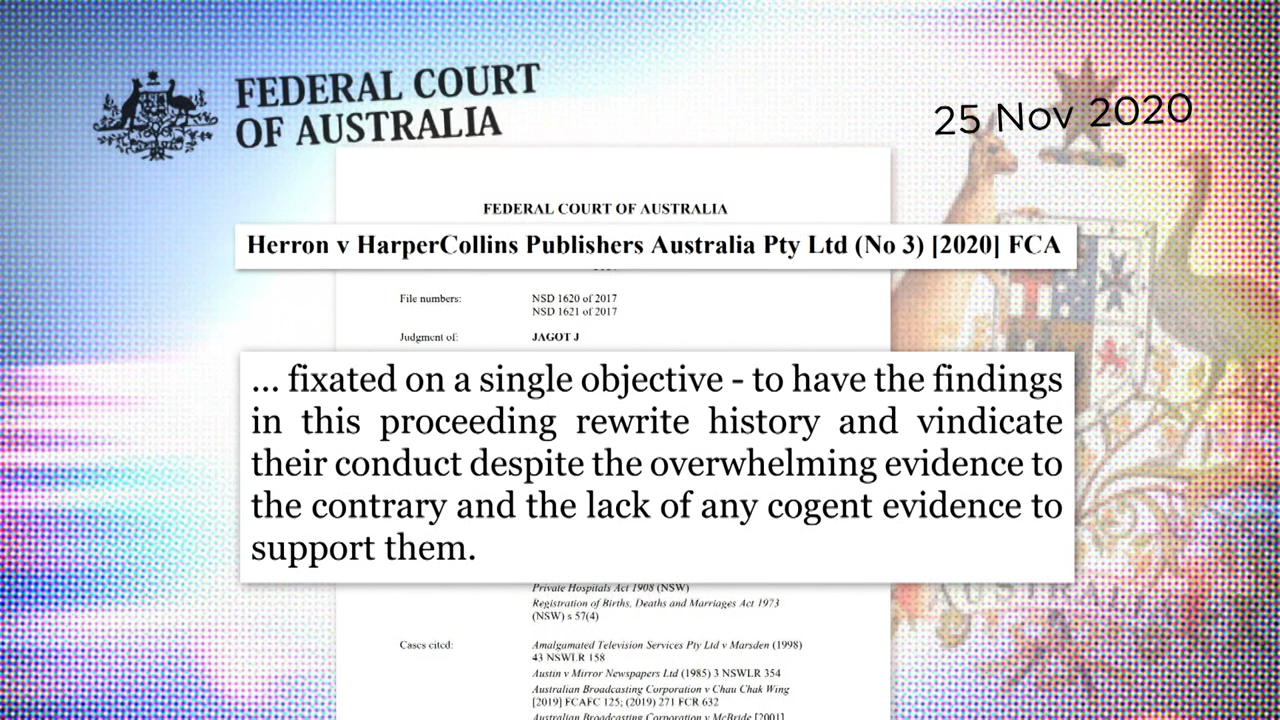 FEDERAL COURT
OF AUSTRALIA
25 Nov 2020
FEDERAL COURT OF AUSTRALIA
Herron v HarperCollins Publishers Australia Pty Ltd (No 3) [2020] FCA
File numbers: NSD 1620 of 2017
NSD 1621 of 2017
Judgment of: JAGOT J
... fixated on a single objective - to have the findings
in this proceeding rewrite history and vindicate
their conduct despite the overwhelming evidence to
the contrary and the lack of any cogent evidence to
support them.
Private Hospitals Act 1908 (NSW)
Registration of Births, Deaths and Marriages Act 1973
(NSW) s 57(4)
Cases cited: Amalgamated Television Services Pty Ltd v Marsden (1998)
43 NSWLR 158
Austin v Mirror Newspapers Ltd (1985) 3 NSWLR 354
Australian Broadcasting Corporation v Chau Chak Wing
[2019] FCAFC 125; (2019) 271 FCR 632
Australian Broadcasting Corporation v McBride [2001]
AUSTRALIA